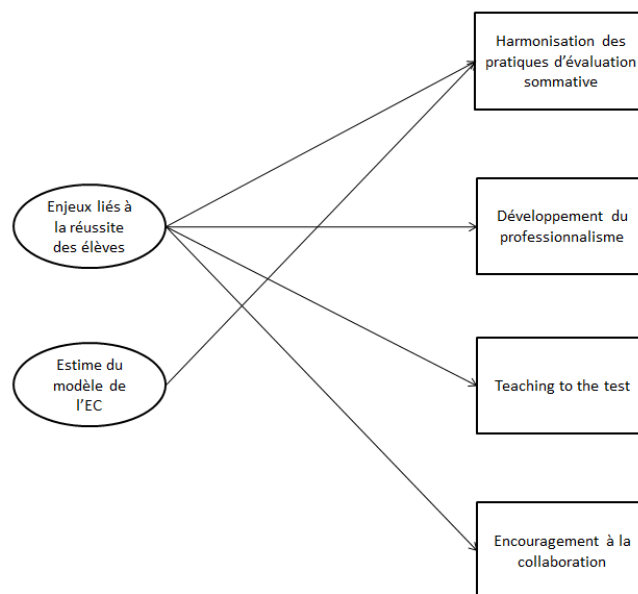 Harmonisation des
pratiques d'évaluation
sommative
Enjeux liés à
la réussite
des élèves
Développement du
professionnalisme
Estime du
modèle de
l'EC
Teaching to the test
Encouragement à la
collaboration